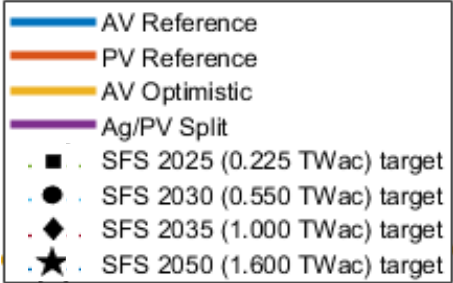 AV Reference
PV Reference
AV Optimistic
Ag/PV Split
SFS 2025 (0.225 TWac) target
SFS 2030 (0.550 TWac) target
SFS 2035 (1.000 TWac) target
SFS 2050 (1.600 TWac) target